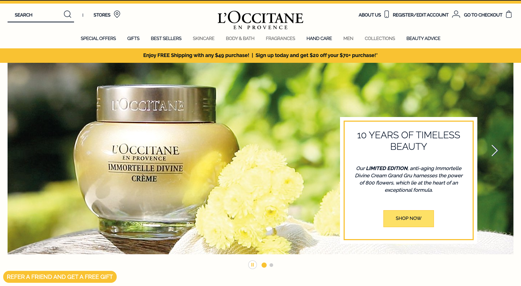 SEARCH
STORES
L'OCCITANE
EN PROVENCE
ABOUT US
REGISTER/EDIT ACCOUNT
GO TO CHECKOUT
SPECIAL OFFERS GIFTS BEST SELLERS SKINCARE BODY & BATH FRAGRANCES HAND CARE MEN COLLECTIONS BEAUTY ADVICE
Enjoy FREE Shipping with any $49 purchase! | Sign up today and get $20 off your $75+ purchase!*
L'OCCITANE
L'OCCITANE
EN PROVENCE
IMMORTELLE DIVINE
CRÈME
10 YEARS OF TIMELESS
BEAUTY
Our LIMITED EDITION, anti-aging Immortelle
Divine Cream Grand Gru harnesses the power
of 800 flowers, which lie at the heart of an
exceptional formula.
SHOP NOW
REFER A FRIEND AND GET A FREE GIFT